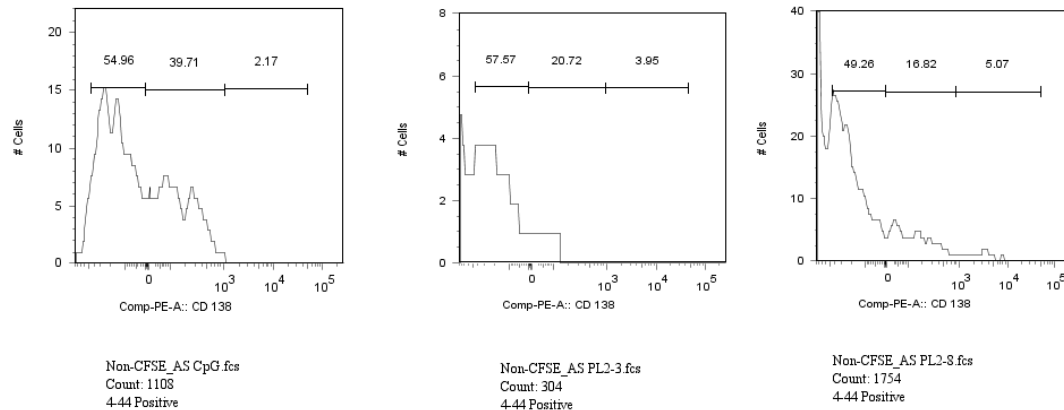 20
15
10
5
0
# Cells
54.96 39.71 2.17
0 10^3 10^4 10^5
Comp-PE-A:: CD 138
Non-CFSE_AS CpG.fcs
Count: 1108
4-44 Positive
8
6
4
2
0
# Cells
57.57 20.72 3.95
0 10^3 10^4 10^5
Comp-PE-A:: CD 138
Non-CFSE_AS PL2-3.fcs
Count: 304
4-44 Positive
40
30
20
10
0
# Cells
49.26 16.82 5.07
0 10^3 10^4 10^5
Comp-PE-A:: CD 138
Non-CFSE_AS PL2-8.fcs
Count: 1754
4-44 Positive